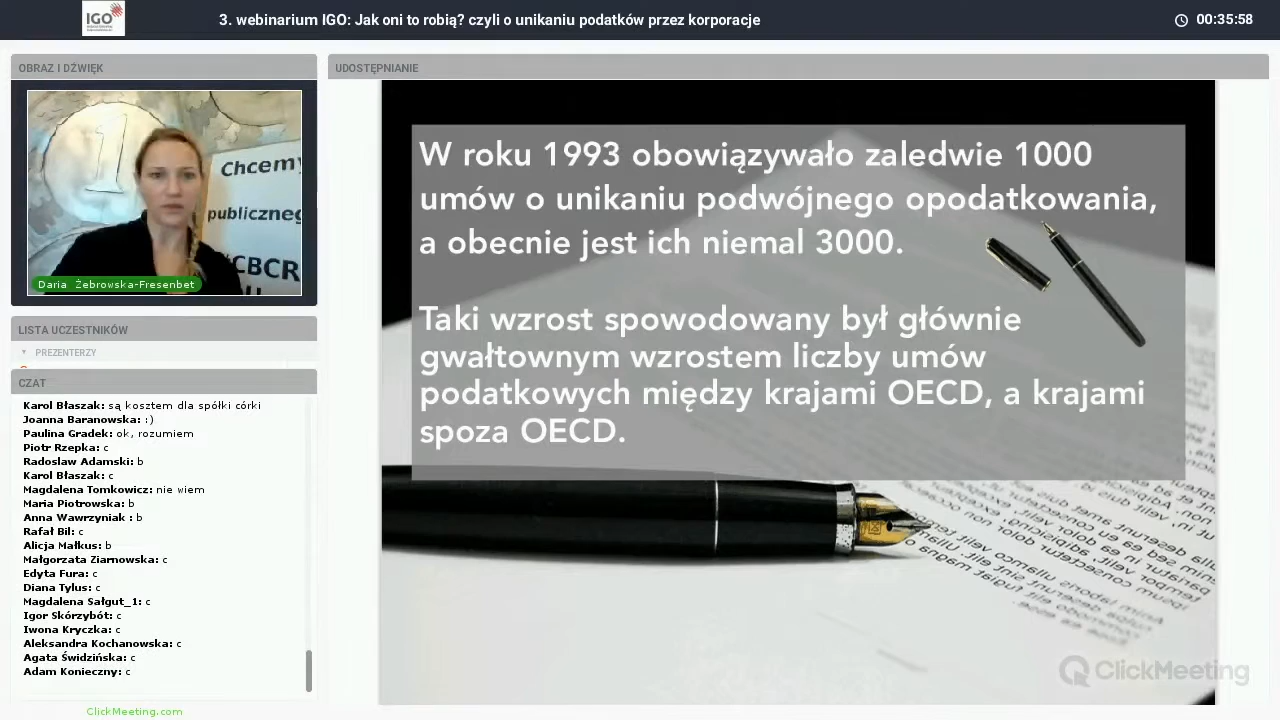 IGO
3. webinarium IGO: Jak oni to robią? czyli o unikaniu podatków przez korporacje
00:35:58
OBRAZ I DŹWIĘK
1
Chcemy
publiczneg
CBCR
Daria Żebrowska-Fresenbet
LISTA UCZESTNIKÓW
PREZENTERZY
CZAT
Karol Błaszak: są kosztem dla spółki córki
Joanna Baranowska: :)
Paulina Gradek: ok, rozumiem
Piotr Rzepka: c
Radoslaw Adamski: b
Karol Błaszak: c
Magdalena Tomkowicz: nie wiem
Maria Piotrowska: b
Anna Wawrzyniak : b
Rafał Bil: c
Alicja Małkus: b
Małgorzata Ziarnowska: c
Edyta Fura: c
Diana Tylus: c
Magdalena Sałgut_1: c
Igor Skórzybót: c
Iwona Kryczka: c
Aleksandra Kochanowska: c
Agata Świdzińska: c
Adam Konieczny: c
ClickMeeting.com
UDOSTĘPNIANIE
W roku 1993 obowiązywało zaledwie 1000
umów o unikaniu podwójnego opodatkowania,
a obecnie jest ich niemal 3000.
Taki wzrost spowodowany był głównie
gwałtownym wzrostem liczby umów
podatkowych między krajami OECD, a krajami
spoza OECD.
ClickMeeting